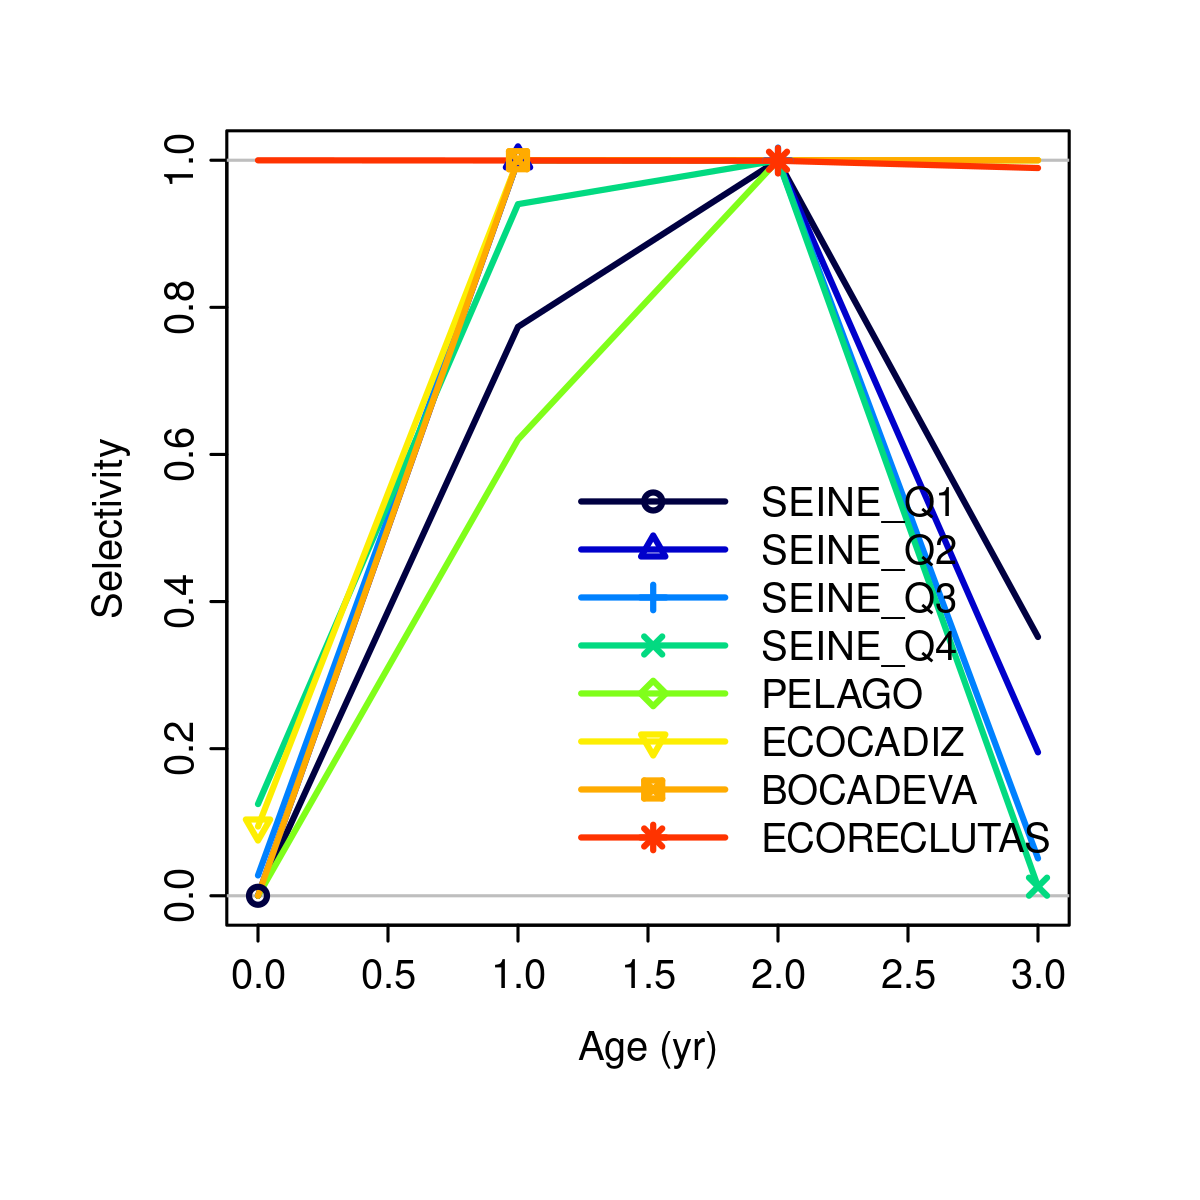 Selectivity
1.0
0.8
0.6
0.4
0.2
0.0
SEINE_Q1
SEINE_Q2
SEINE_Q3
SEINE_Q4
PELAGO
ECOCADIZ
BOCADEVA
ECORECLUTAS
0.0 0.5 1.0 1.5 2.0 2.5 3.0
Age (yr)